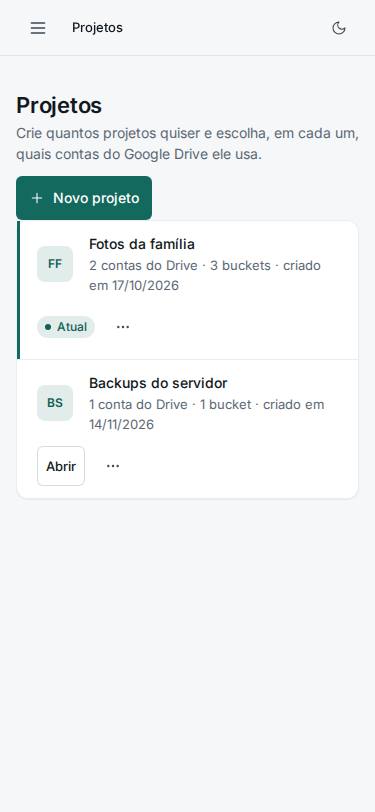 Projetos
Projetos
Crie quantos projetos quiser e escolha, em cada um,
quais contas do Google Drive ele usa.
Novo projeto
FF
Fotos da família
2 contas do Drive · 3 buckets · criado
em 17/10/2026
Atual
BS
Backups do servidor
1 conta do Drive · 1 bucket · criado em
14/11/2026
Abrir